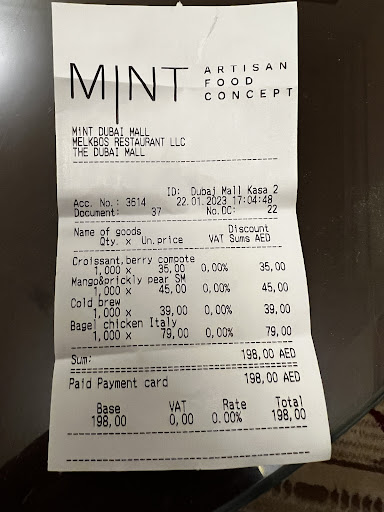 M|NT ARTISAN
FOOD
CONCEPT
M!NT DUBAI MALL
MELKBOS RESTAURANT LLC
THE DUBAI MALL
ID: Dubaj Mall Kasa 2
Acc. No.: 3614 22.01.2023 17:04:48
Document: 37 No.DC: 22
Name of goods Discount
Qty. x Un.price VAT Sums AED
Croissant,berry compote
1,000 x 35,00 0,00% 35,00
Mango&prickly pear SM
1,000 x 45,00 0,00% 45,00
Cold brew
1,000 x 39,00 0,00% 39,00
Bagel chicken Italy
1,000 x 79,00 0,00% 79,00
Sum: 198,00 AED
Paid Payment card 198,00 AED
Base VAT Rate Total
198,00 0,00 0.00% 198,00